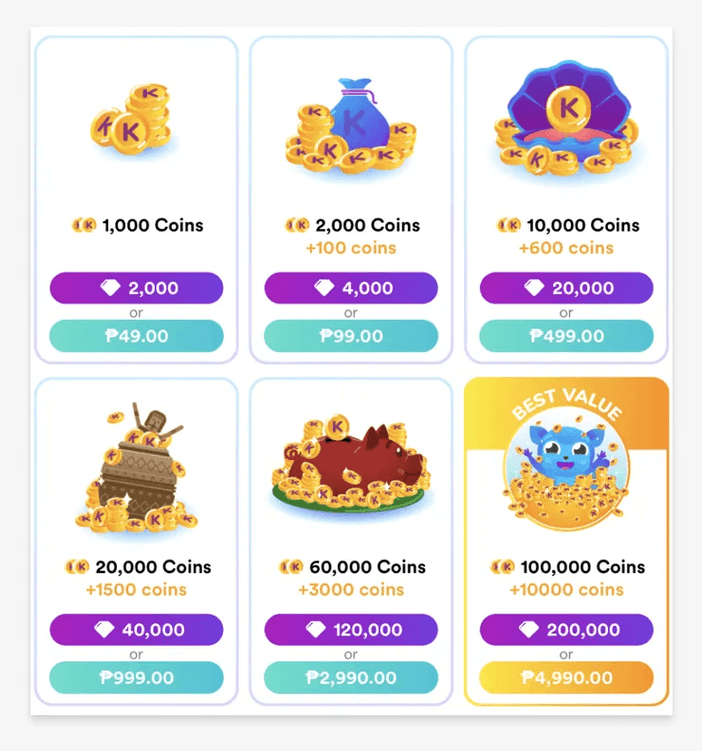 1,000 Coins
2,000
or
₱49.00
2,000 Coins
+100 coins
4,000
or
₱99.00
10,000 Coins
+600 coins
20,000
or
₱499.00
20,000 Coins
+1500 coins
40,000
or
₱999.00
60,000 Coins
+3000 coins
120,000
or
₱2,990.00
BEST VALUE
100,000 Coins
+10000 coins
200,000
or
₱4,990.00